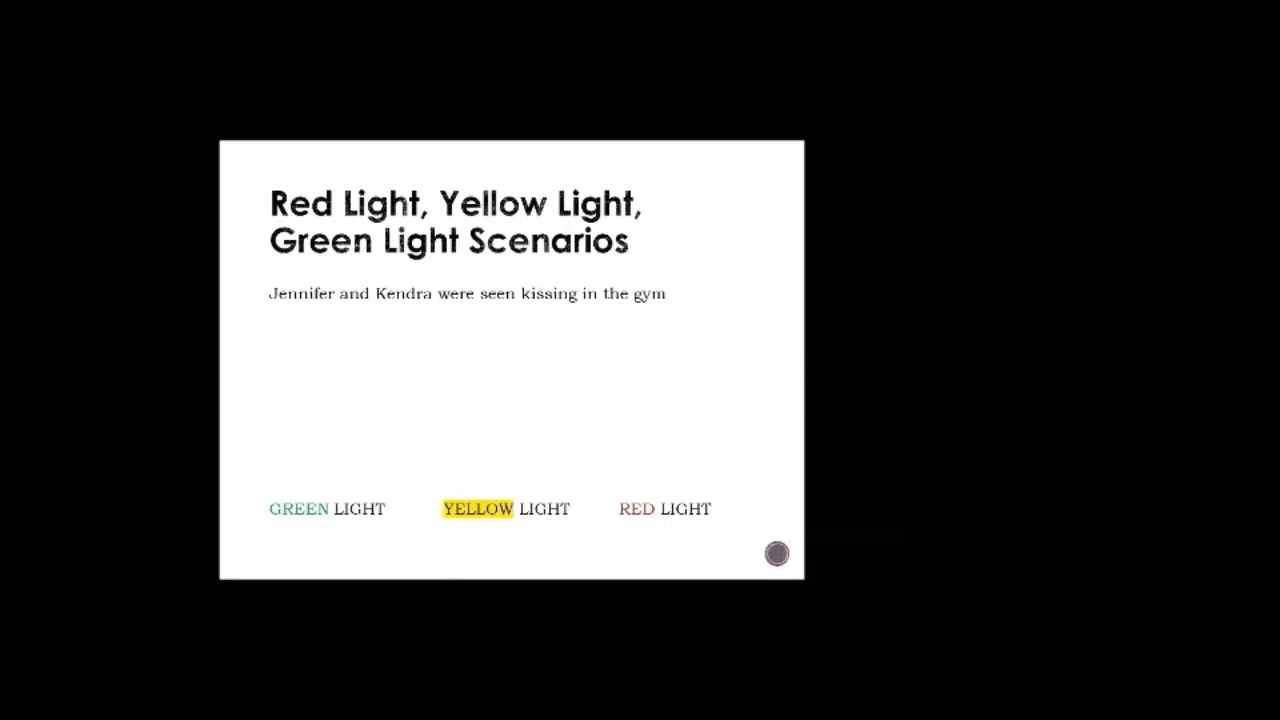 Red Light, Yellow Light,
Green Light Scenarios
Jennifer and Kendra were seen kissing in the gym
GREEN LIGHT YELLOW LIGHT RED LIGHT